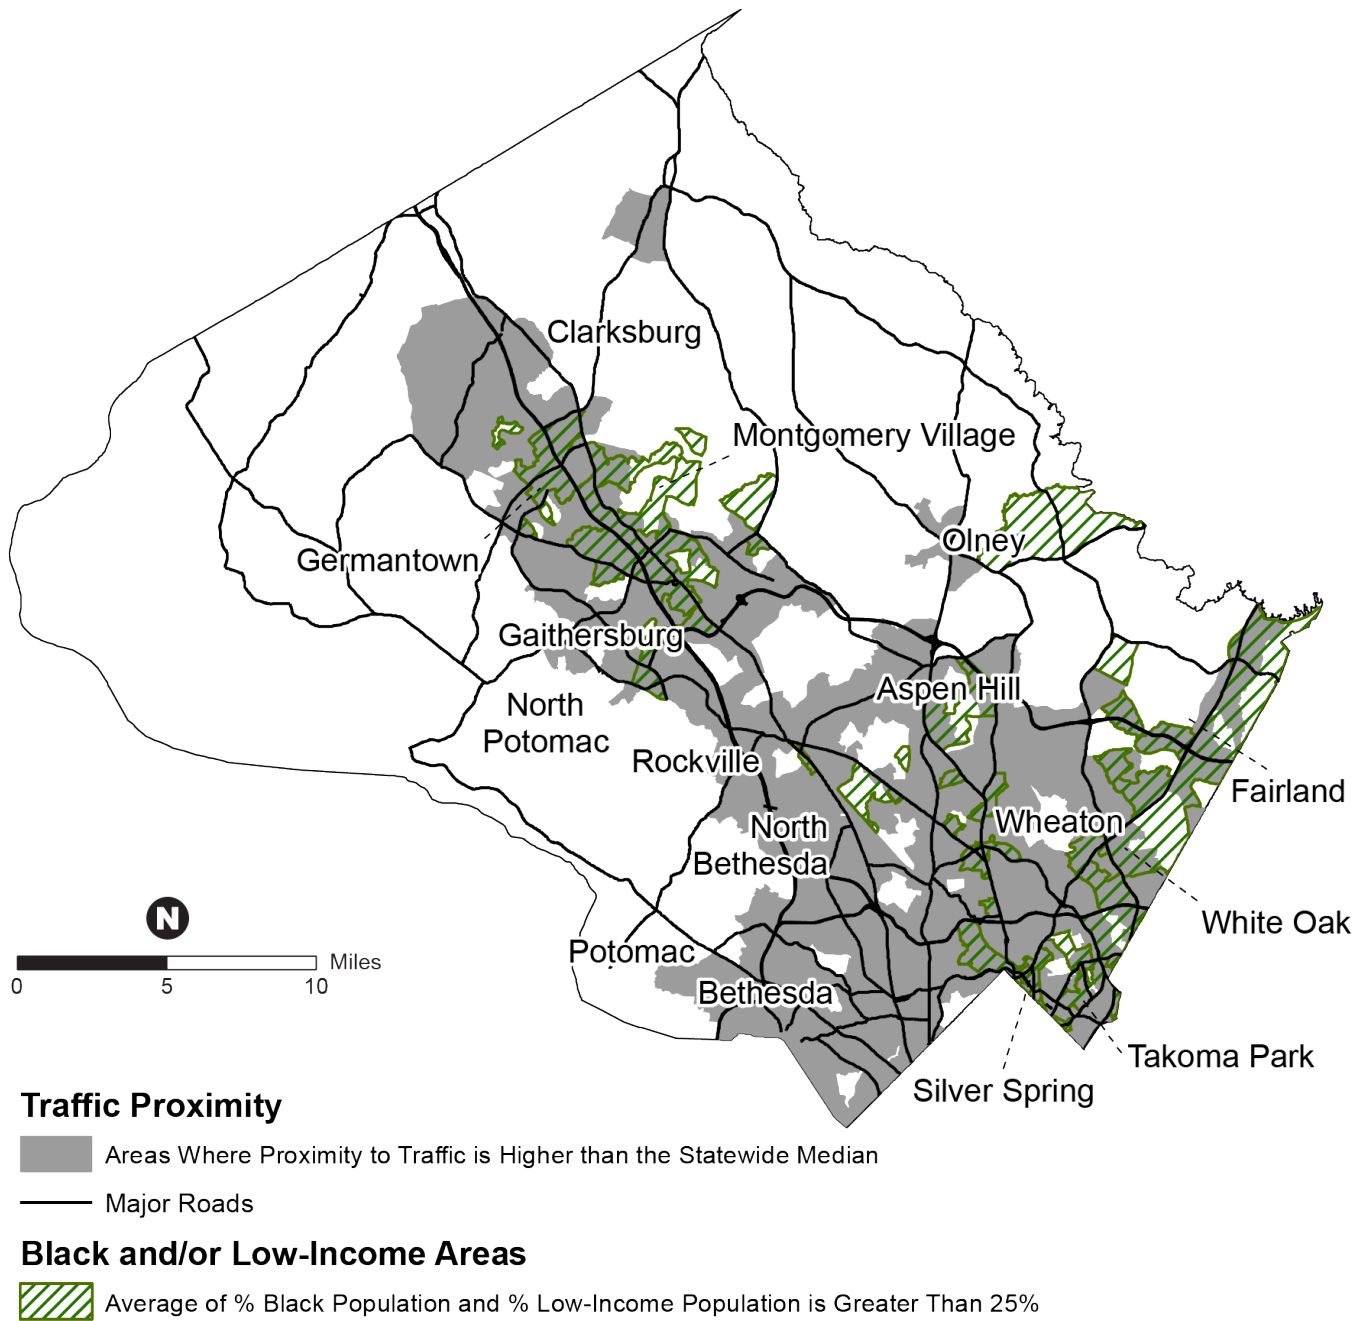 Clarksburg
Montgomery Village
Olney
Germantown
Gaithersburg
Aspen Hill
North
Potomac
Rockville
Fairland
North
Bethesda
Wheaton
White Oak
Potomac
Bethesda
Takoma Park
Silver Spring
N
Miles
0 5 10
Traffic Proximity
Areas Where Proximity to Traffic is Higher than the Statewide Median
Major Roads
Black and/or Low-Income Areas
Average of % Black Population and % Low-Income Population is Greater Than 25%